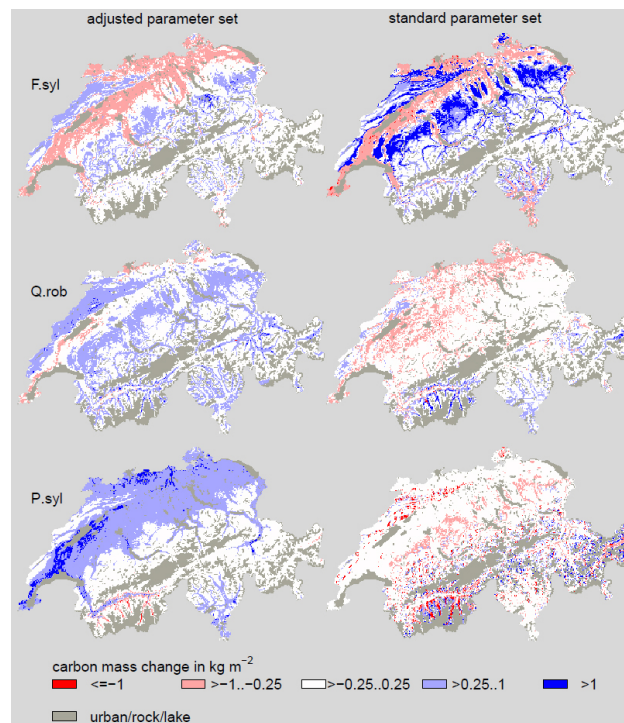 adjusted parameter set standard parameter set
F.syl
Q.rob
P.syl
carbon mass change in kg m⁻²
<=−1 >−1..−0.25 >−0.25..0.25 >0.25..1 >1
urban/rock/lake